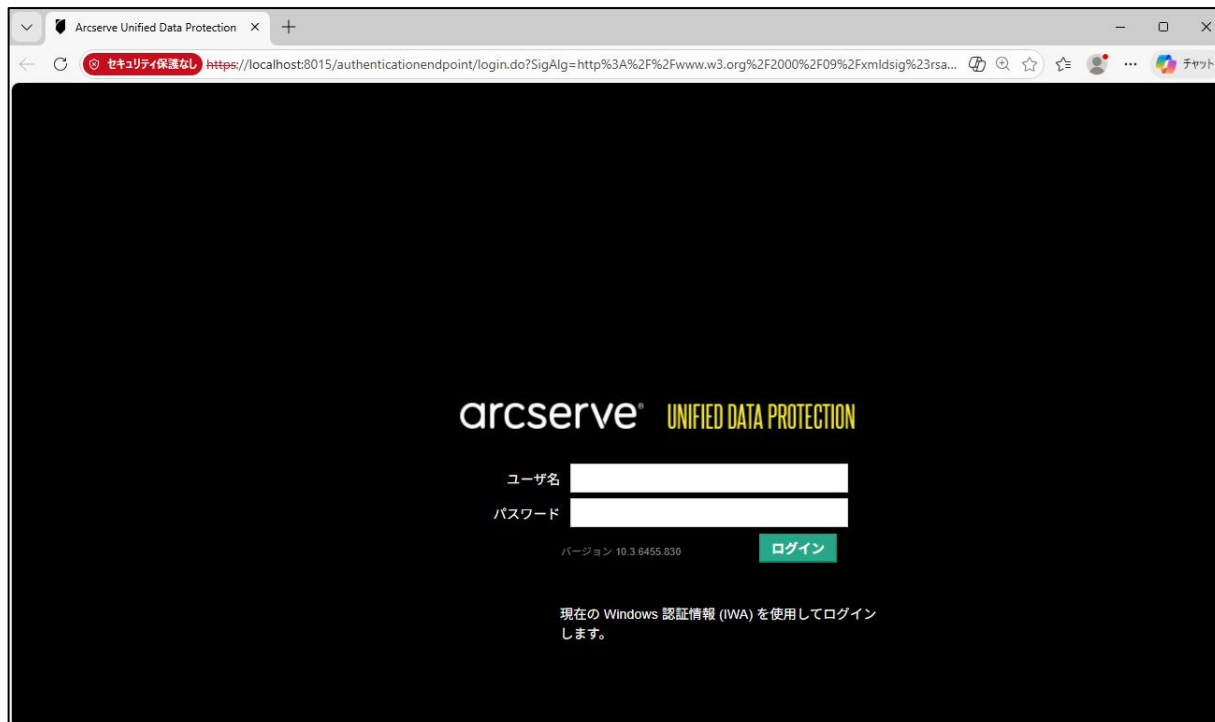 Arcserve Unified Data Protection
セキュリティ保護なし https://localhost:8015/authenticationendpoint/login.do?SigAlg=http%3A%2F%2Fwww.w3.org%2F2000%2F09%2Fxmldsig%23rsa... チャット
arcserve® UNIFIED DATA PROTECTION
ユーザ名
パスワード
バージョン 10.3.6455.830 ログイン
現在の Windows 認証情報 (IWA) を使用してログイン
します。